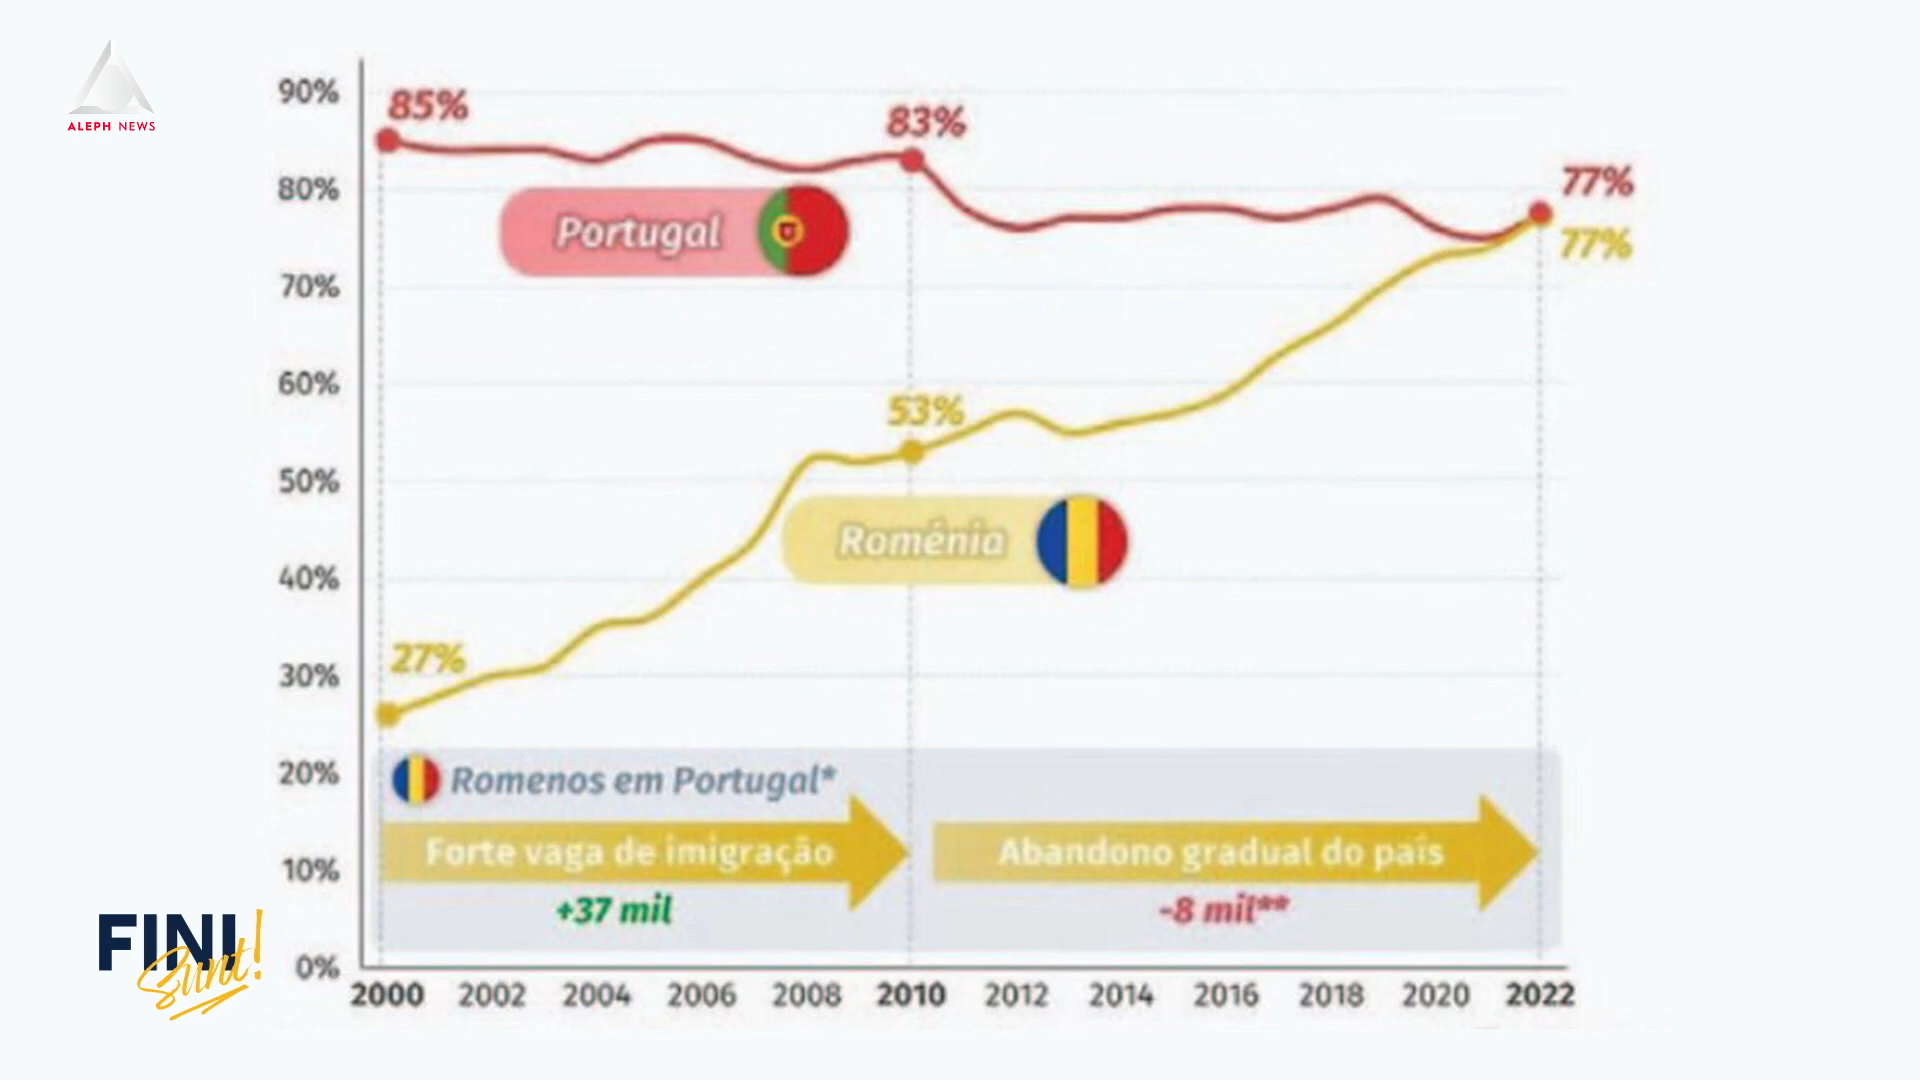 ALEPH NEWS
90%
80%
70%
60%
50%
40%
30%
20%
10%
0%
85%
83%
77%
77%
Portugal
53%
Romênia
27%
Romenos em Portugal*
Forte vaga de imigração
Abandono gradual do país
+37 mil
-8 mil**
2000 2002 2004 2006 2008 2010 2012 2014 2016 2018 2020 2022
FINI
Sunt!